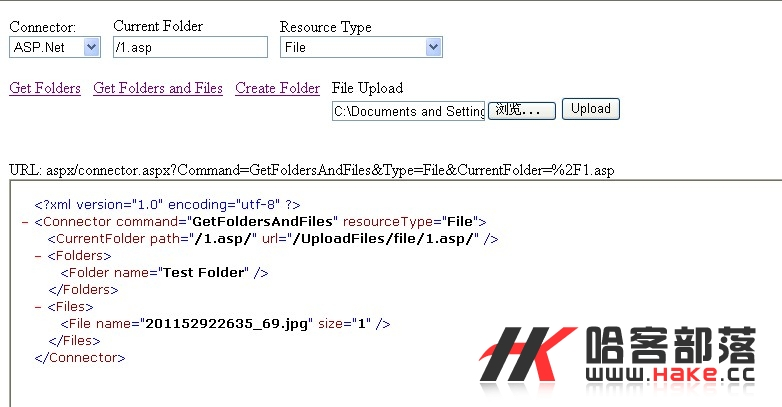 Connector: Current Folder Resource Type
ASP.Net /1.asp File
Get Folders Get Folders and Files Create Folder File Upload
C:\Documents and Setting 浏览... Upload
URL: aspx/connector.aspx?Command=GetFoldersAndFiles&Type=File&CurrentFolder=%2F1.asp
<?xml version="1.0" encoding="utf-8" ?>
- <Connector command="GetFoldersAndFiles" resourceType="File">
<CurrentFolder path="/1.asp/" url="/UploadFiles/file/1.asp/" />
- <Folders>
<Folder name="Test Folder" />
</Folders>
- <Files>
<File name="201152922635_69.jpg" size="1" />
</Files>
</Connector>
HK 哈客部落
www.Hake.cc